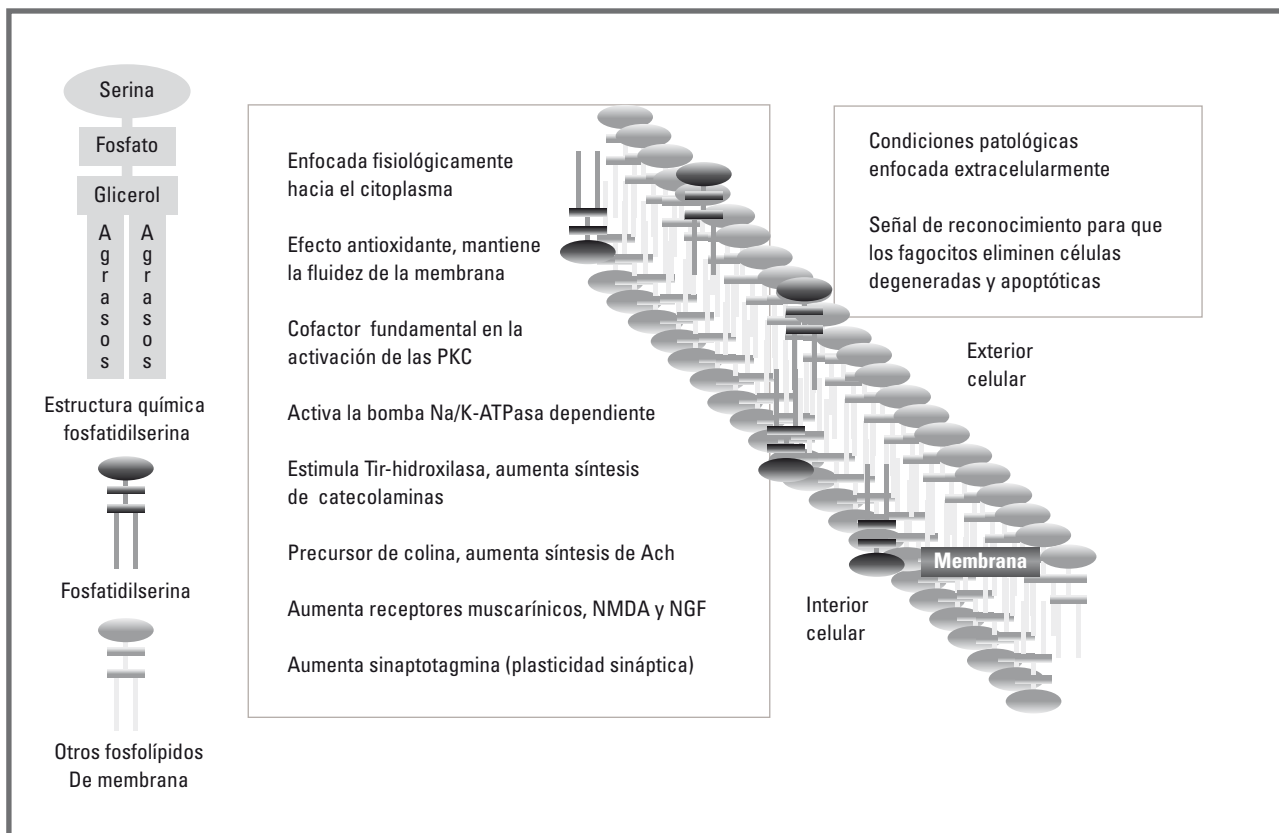 Serina
Fosfato
Glicerol
Agrasos
Agrasos
Estructura química
fosfatidilserina
Fosfatidilserina
Otros fosfolípidos
De membrana
Enfocada fisiológicamente
hacia el citoplasma
Efecto antioxidante, mantiene
la fluidez de la membrana
Cofactor fundamental en la
activación de las PKC
Activa la bomba Na/K-ATPasa dependiente
Estimula Tir-hidroxilasa, aumenta síntesis
de catecolaminas
Precursor de colina, aumenta síntesis de Ach
Aumenta receptores muscarínicos, NMDA y NGF
Aumenta sinaptotagmina (plasticidad sináptica)
Condiciones patológicas
enfocada extracelularmente
Señal de reconocimiento para que
los fagocitos eliminen células
degeneradas y apoptóticas
Exterior
celular
Membrana
Interior
celular